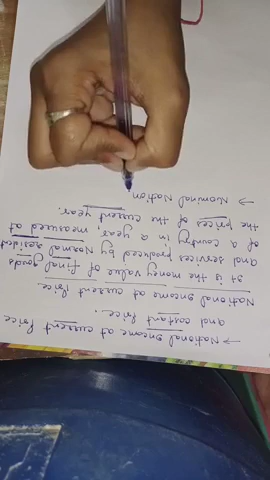 → National income at current Price
and constant Price.
National income at current Price.
It is the money value of final goods
and services produced by Normal resident
of a country, in a year, measured at
the prices of the current year.
→ Nominal Nation